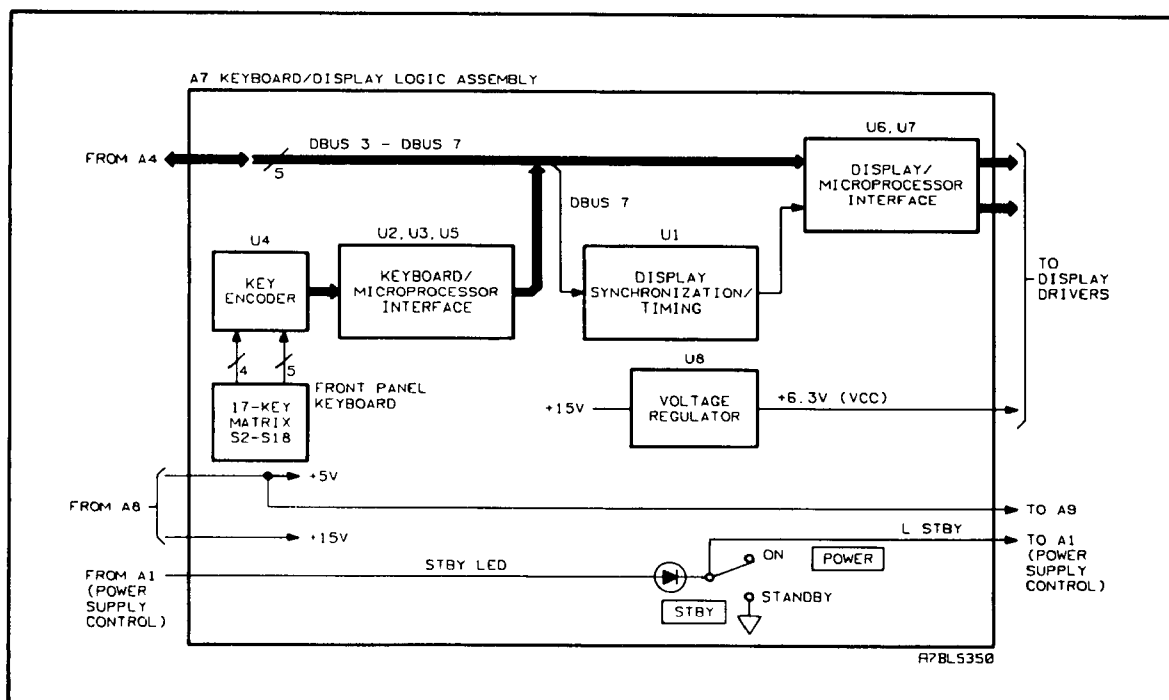 A7 KEYBOARD/DISPLAY LOGIC ASSEMBLY
FROM A4
5
DBUS 3 - DBUS 7
DBUS 7
U6, U7
DISPLAY/
MICROPROCESSOR
INTERFACE
U4
KEY
ENCODER
U2, U3, U5
KEYBOARD/
MICROPROCESSOR
INTERFACE
U1
DISPLAY
SYNCHRONIZATION/
TIMING
TO
DISPLAY
DRIVERS
4
5
17-KEY
MATRIX
S2-S18
FRONT PANEL
KEYBOARD
U8
+15V
VOLTAGE
REGULATOR
+6.3V (VCC)
FROM A8
+5V
+15V
TO A9
L STBY
TO A1
(POWER
SUPPLY
CONTROL)
FROM A1
(POWER
SUPPLY
CONTROL)
STBY LED
STBY
ON
POWER
STANDBY
A7BL5350